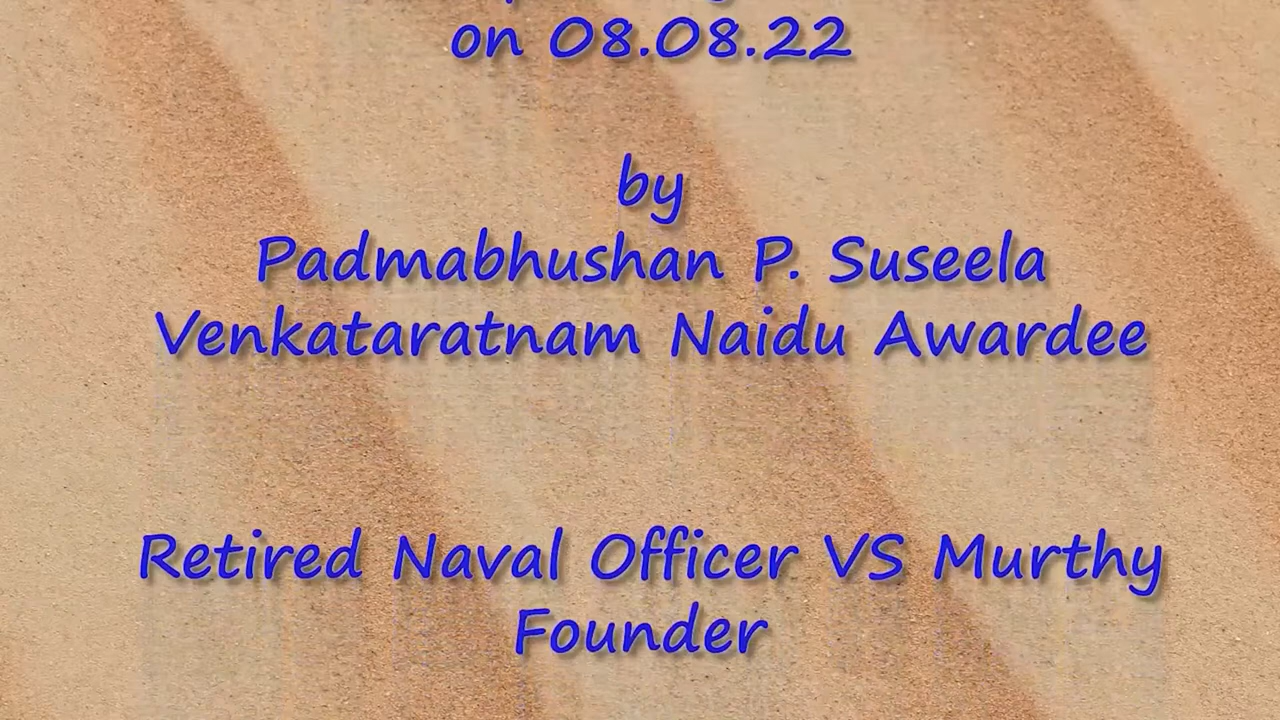 on 08.08.22
by
Padmabhushan P. Suseela
Venkataratnam Naidu Awardee
Retired Naval Officer VS Murthy
Founder